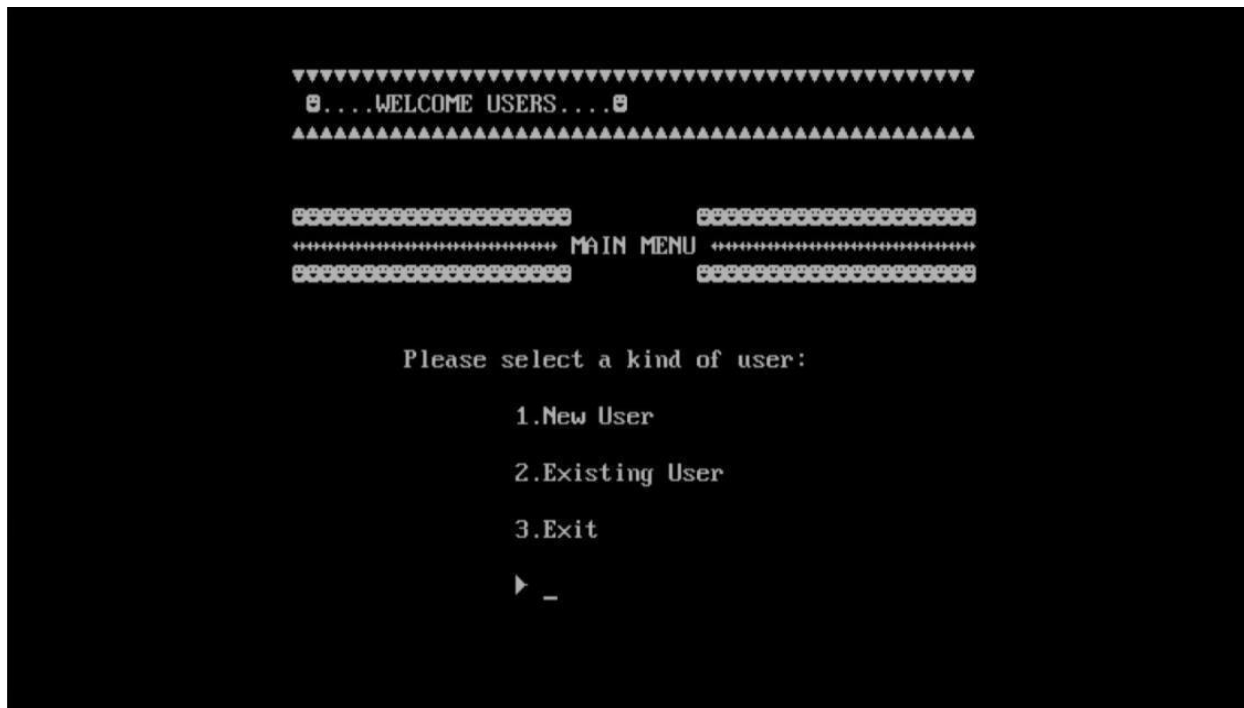 ....WELCOME USERS....
MAIN MENU
Please select a kind of user:
1.New User
2.Existing User
3.Exit